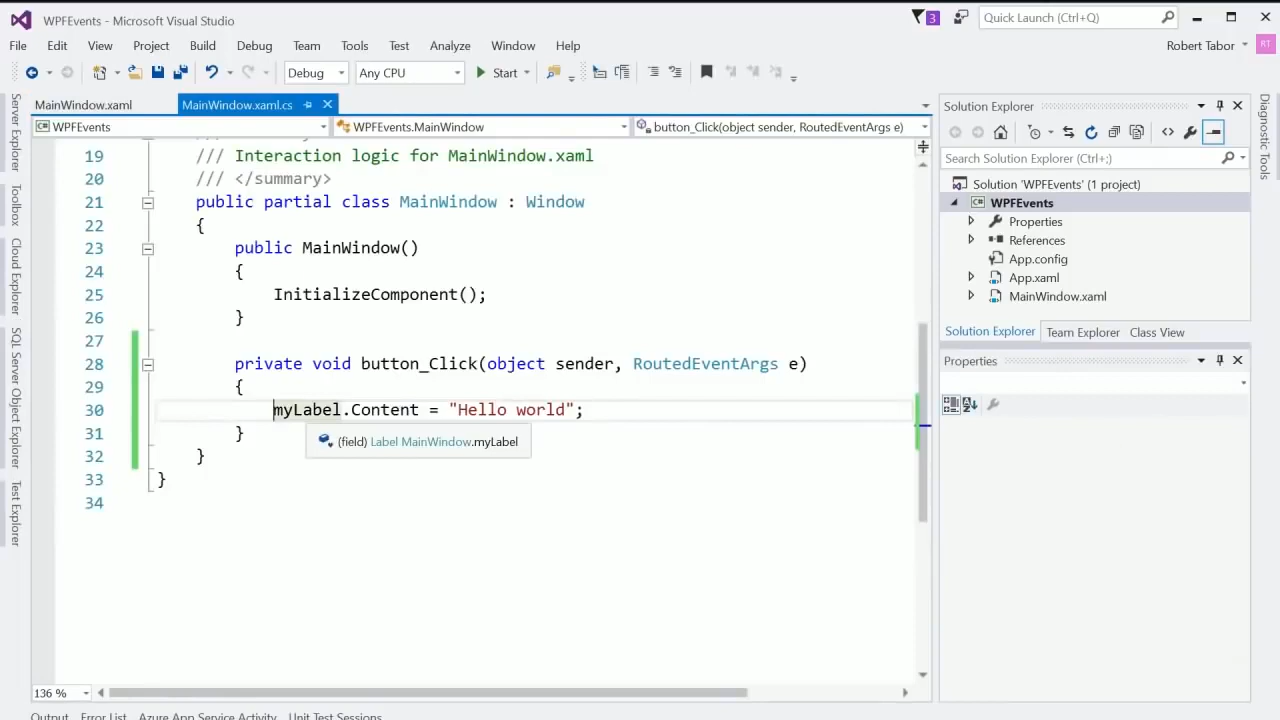 WPFEvents - Microsoft Visual Studio
3
Quick Launch (Ctrl+Q)
File Edit View Project Build Debug Team Tools Test Analyze Window Help
Robert Tabor
RT
Debug Any CPU Start
MainWindow.xaml MainWindow.xaml.cs
WPFEvents WPFEvents.MainWindow button_Click(object sender, RoutedEventArgs e)
19 /// Interaction logic for MainWindow.xaml
20 /// </summary>
21 public partial class MainWindow : Window
22 {
23 public MainWindow()
24 {
25 InitializeComponent();
26 }
27
28 private void button_Click(object sender, RoutedEventArgs e)
29 {
30 myLabel.Content = "Hello world";
31 }
(field) Label MainWindow.myLabel
32 }
33 }
34
136 %
Output Error List Azure App Service Activity Unit Test Sessions
Server Explorer
Toolbox
Cloud Explorer
SQL Server Object Explorer
Test Explorer
Solution Explorer
Search Solution Explorer (Ctrl+;)
Solution 'WPFEvents' (1 project)
C# WPFEvents
Properties
References
App.config
App.xaml
MainWindow.xaml
Solution Explorer Team Explorer Class View
Properties
Diagnostic Tools